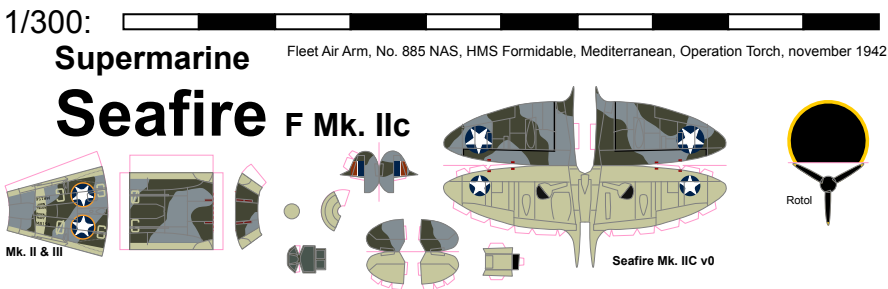 1/300:
Supermarine
Fleet Air Arm, No. 885 NAS, HMS Formidable, Mediterranean, Operation Torch, november 1942
Seafire F Mk. IIc
Rotol
Mk. II & III
Seafire Mk. IIC v0